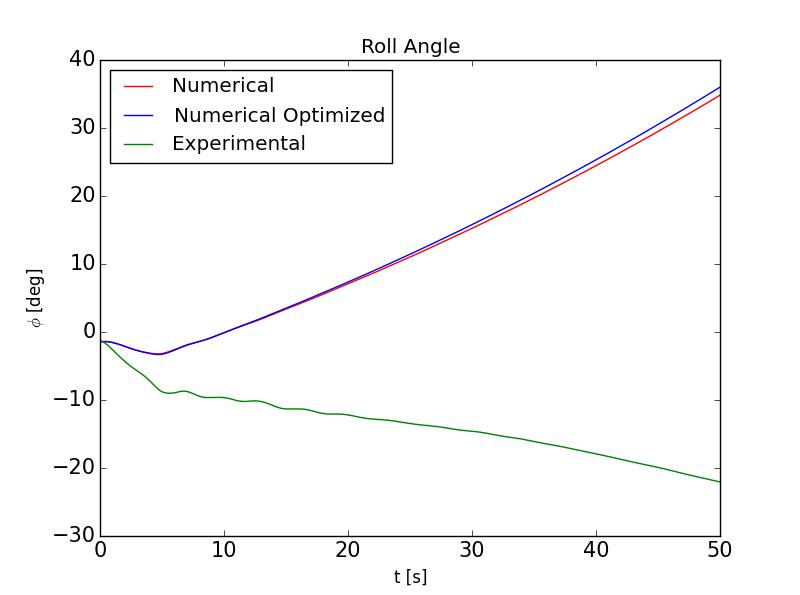 Roll Angle
40
30
20
10
0
−10
−20
−30
Numerical
Numerical Optimized
Experimental
ϕ [deg]
0 10 20 30 40 50
t [s]